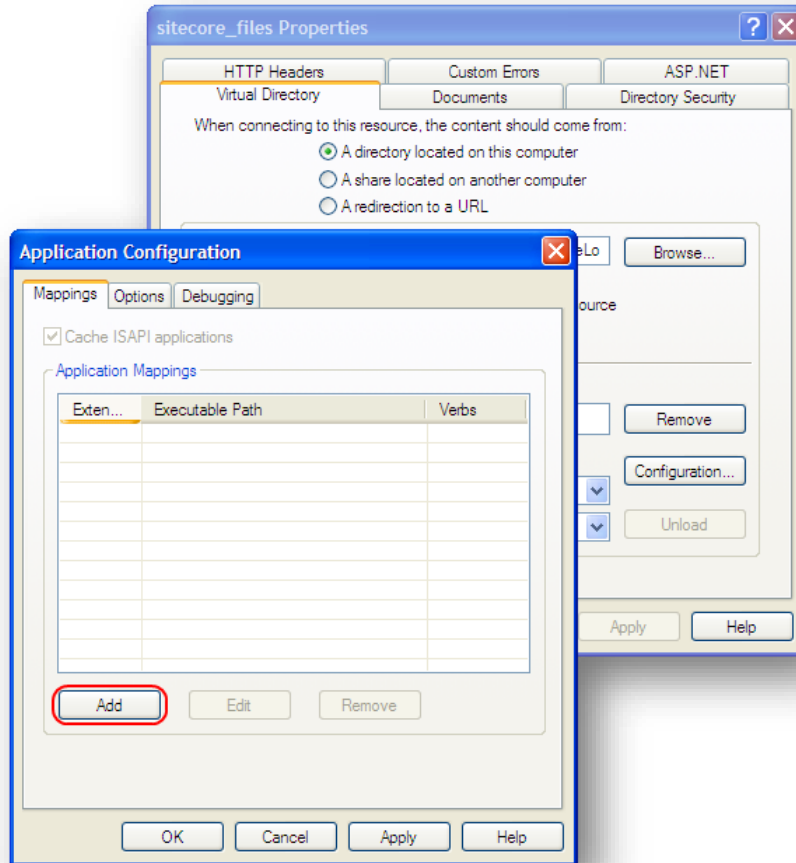 sitecore_files Properties
HTTP Headers
Custom Errors
ASP.NET
Virtual Directory
Documents
Directory Security
When connecting to this resource, the content should come from:
A directory located on this computer
A share located on another computer
A redirection to a URL
eLo
Browse...
ource
Remove
Configuration...
Unload
Apply
Help
Application Configuration
Mappings
Options
Debugging
Cache ISAPI applications
Application Mappings
Exten...
Executable Path
Verbs
Add
Edit
Remove
OK
Cancel
Apply
Help